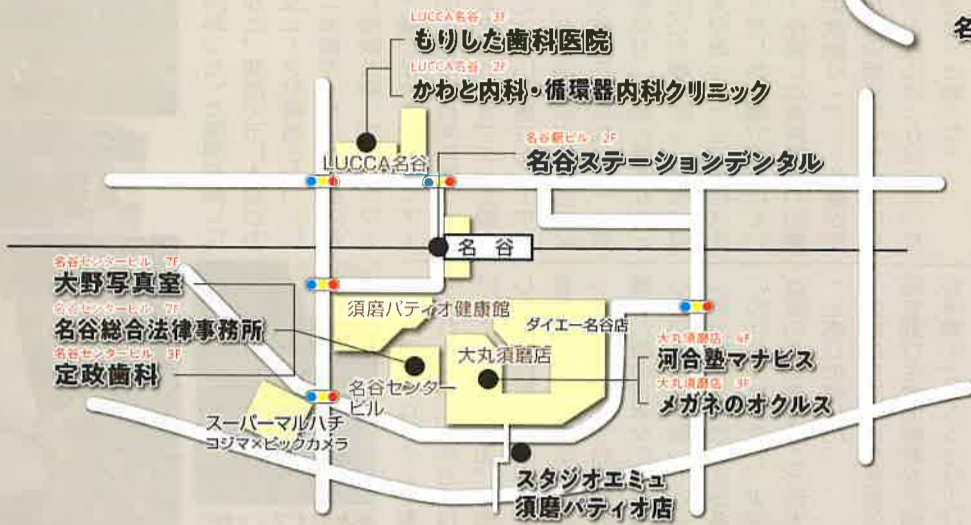 LUCCA名谷 3F
もりした歯科医院
LUCCA名谷 2F
かわと内科・循環器内科クリニック
名
LUCCA名谷
名谷駅ビル 2F
名谷ステーションデンタル
名谷
名谷センタービル 7F
大野写真室
名谷センタービル 7F
名谷総合法律事務所
名谷センタービル 3F
定政歯科
須磨パティオ健康館
ダイエー名谷店
大丸須磨店
名谷センター
ビル
大丸須磨店 4F
河合塾マナビス
大丸須磨店 3F
メガネのオクルス
スーパーマルハチ
コジマ×ビックカメラ
スタジオエミュ
須磨パティオ店